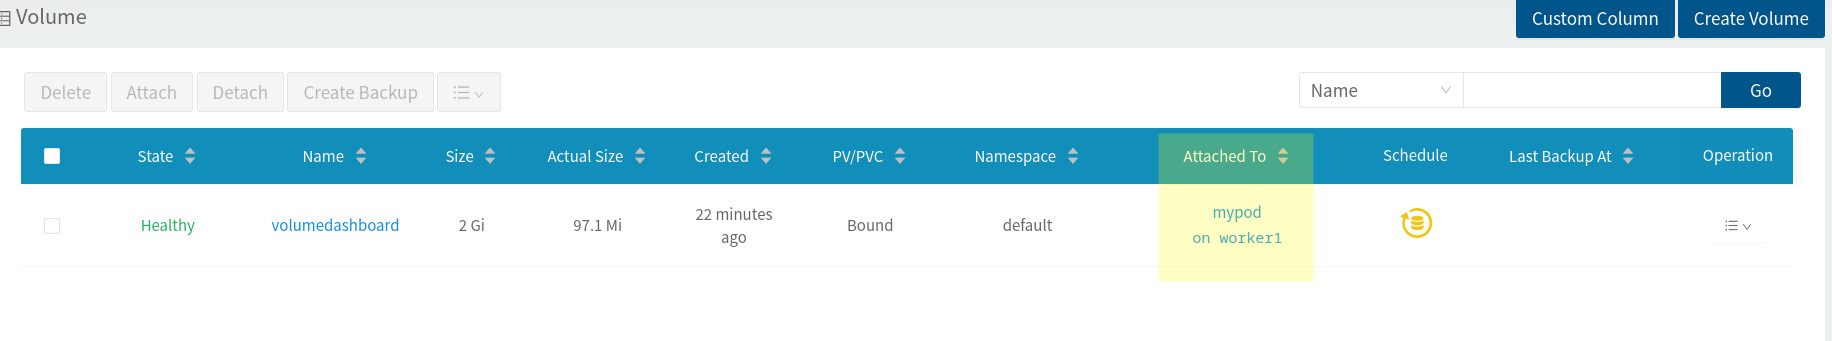 Volume
Custom Column Create Volume
Delete Attach Detach Create Backup Name Go
State Name Size Actual Size Created PV/PVC Namespace Attached To Schedule Last Backup At Operation
Healthy volumedashboard 2 Gi 97.1 Mi 22 minutes ago Bound default mypod on worker1